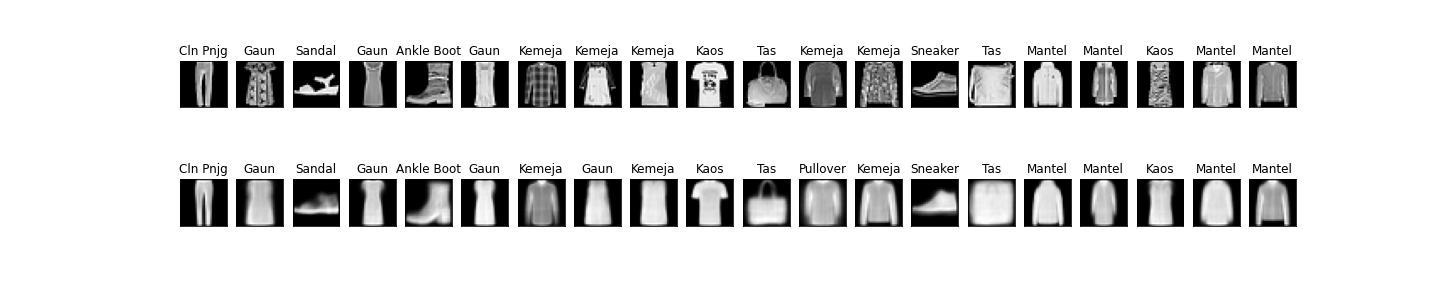 Cln Pnjg Gaun Sandal Gaun Ankle Boot Gaun Kemeja Kemeja Kemeja Kaos Tas Kemeja Kemeja Sneaker Tas Mantel Mantel Kaos Mantel Mantel
Cln Pnjg Gaun Sandal Gaun Ankle Boot Gaun Kemeja Gaun Kemeja Kaos Tas Pullover Kemeja Sneaker Tas Mantel Mantel Kaos Mantel Mantel